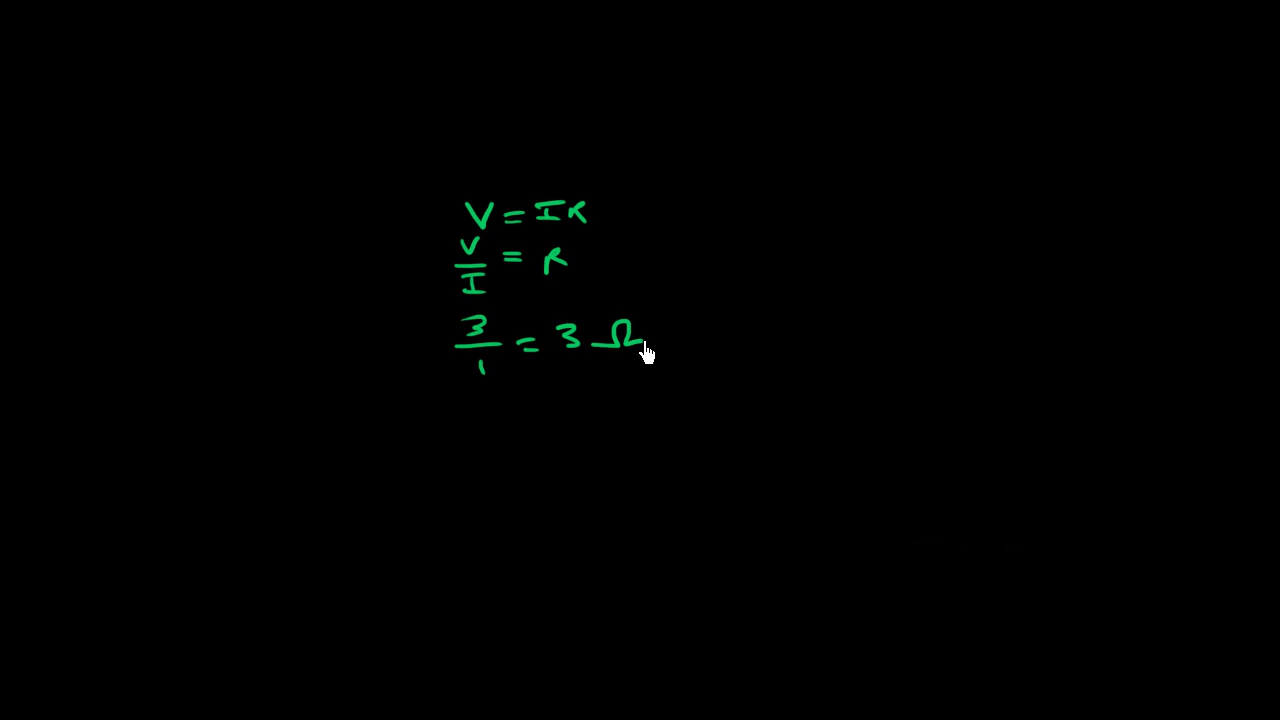 V = IR
V/I = R
3/1 = 3 Ω